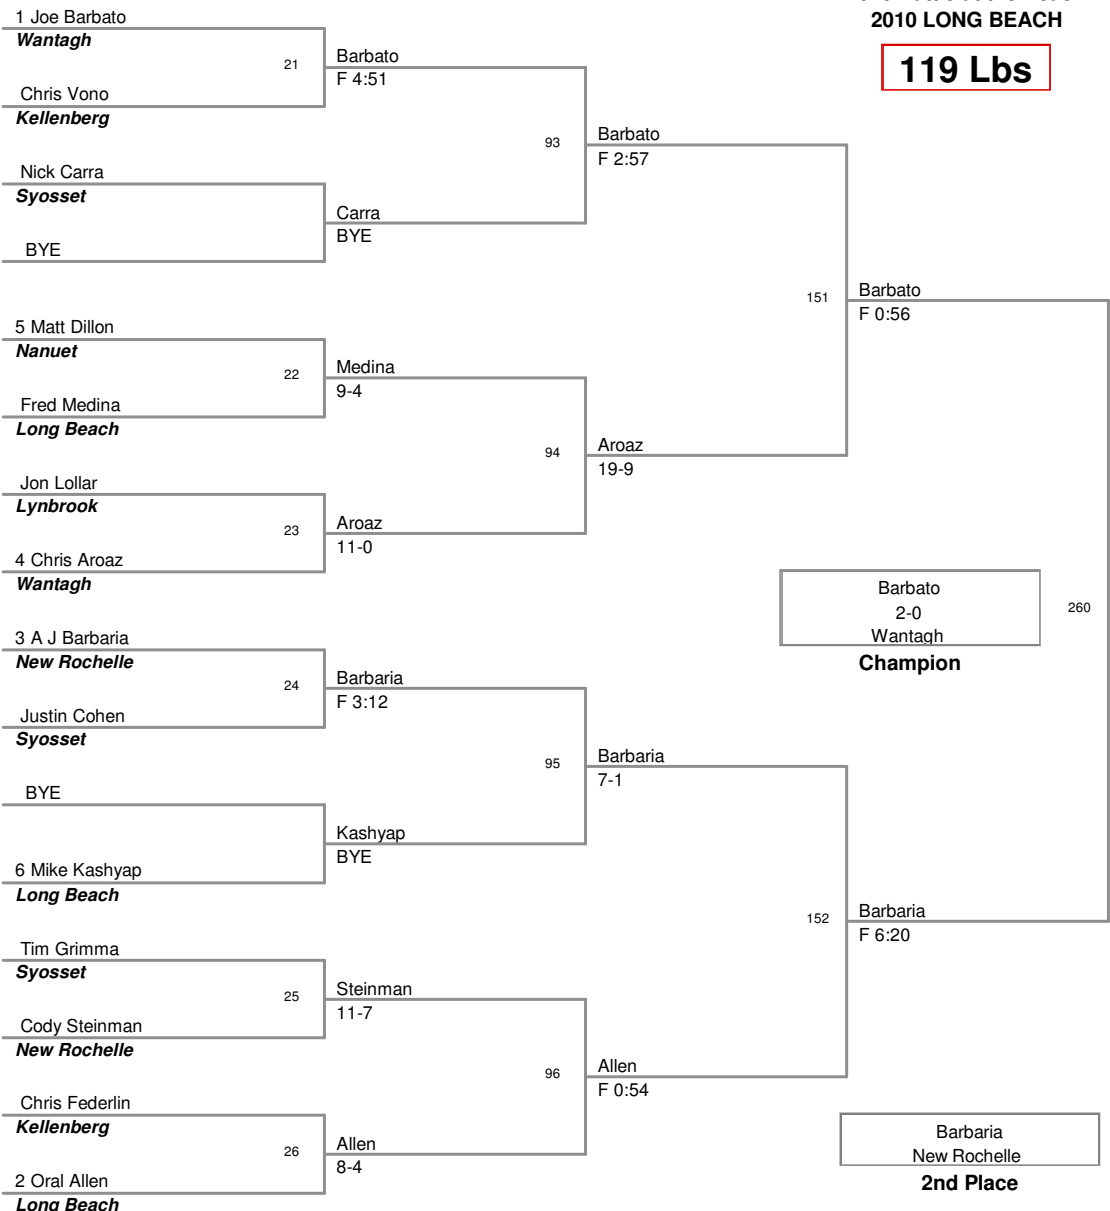 2010 LONG BEACH
119 Lbs
1 Joe Barbato
Wantagh
21
Chris Vono
Kellenberg
Barbato
F 4:51
93
Nick Carra
Syosset
BYE
Carra
BYE
Barbato
F 2:57
151
5 Matt Dillon
Nanuet
22
Fred Medina
Long Beach
Medina
9-4
94
Jon Lollar
Lynbrook
23
4 Chris Aroaz
Wantagh
Aroaz
11-0
Aroaz
19-9
Barbato
F 0:56
Barbato
2-0
Wantagh
Champion
260
3 A J Barbaria
New Rochelle
24
Justin Cohen
Syosset
Barbaria
F 3:12
95
BYE
6 Mike Kashyap
Long Beach
Kashyap
BYE
Barbaria
7-1
152
Tim Grimma
Syosset
25
Cody Steinman
New Rochelle
Steinman
11-7
96
Chris Federlin
Kellenberg
26
2 Oral Allen
Long Beach
Allen
8-4
Allen
F 0:54
Barbaria
F 6:20
Barbaria
New Rochelle
2nd Place